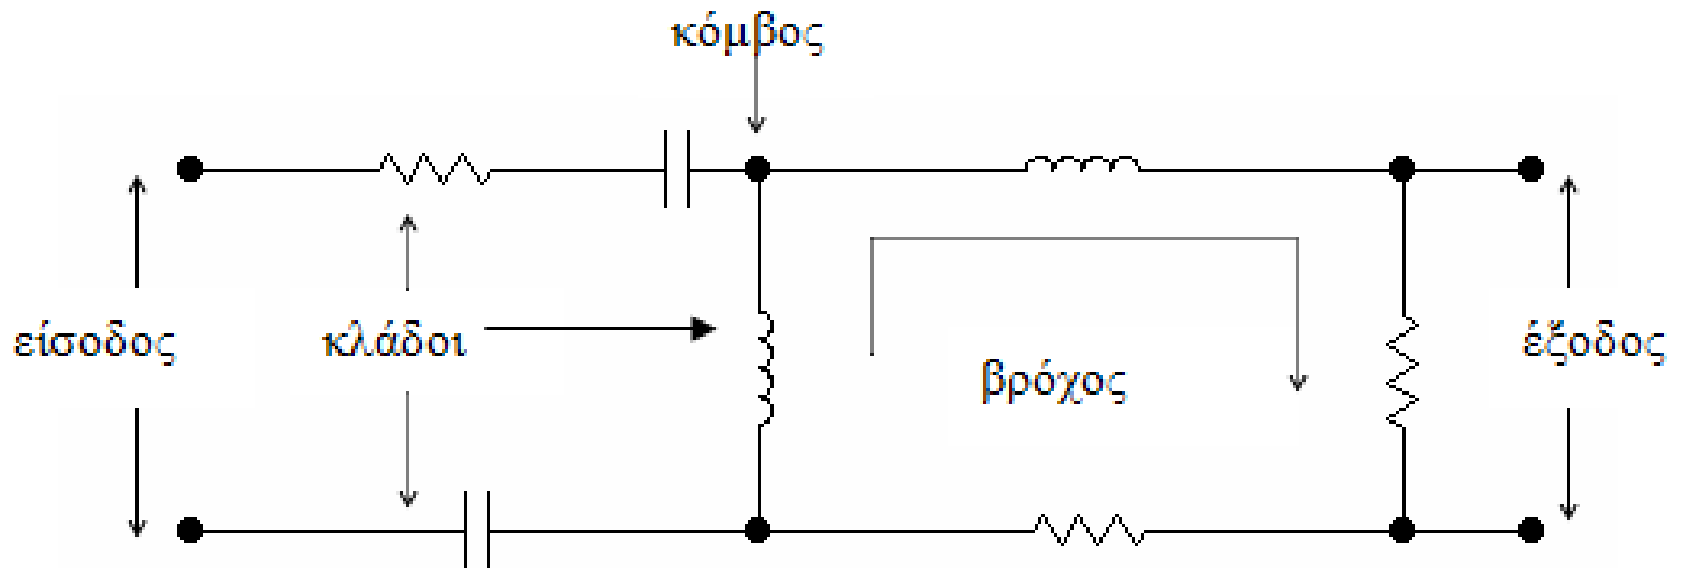 κόμβος
είσοδος
κλάδοι
βρόχος
έξοδος